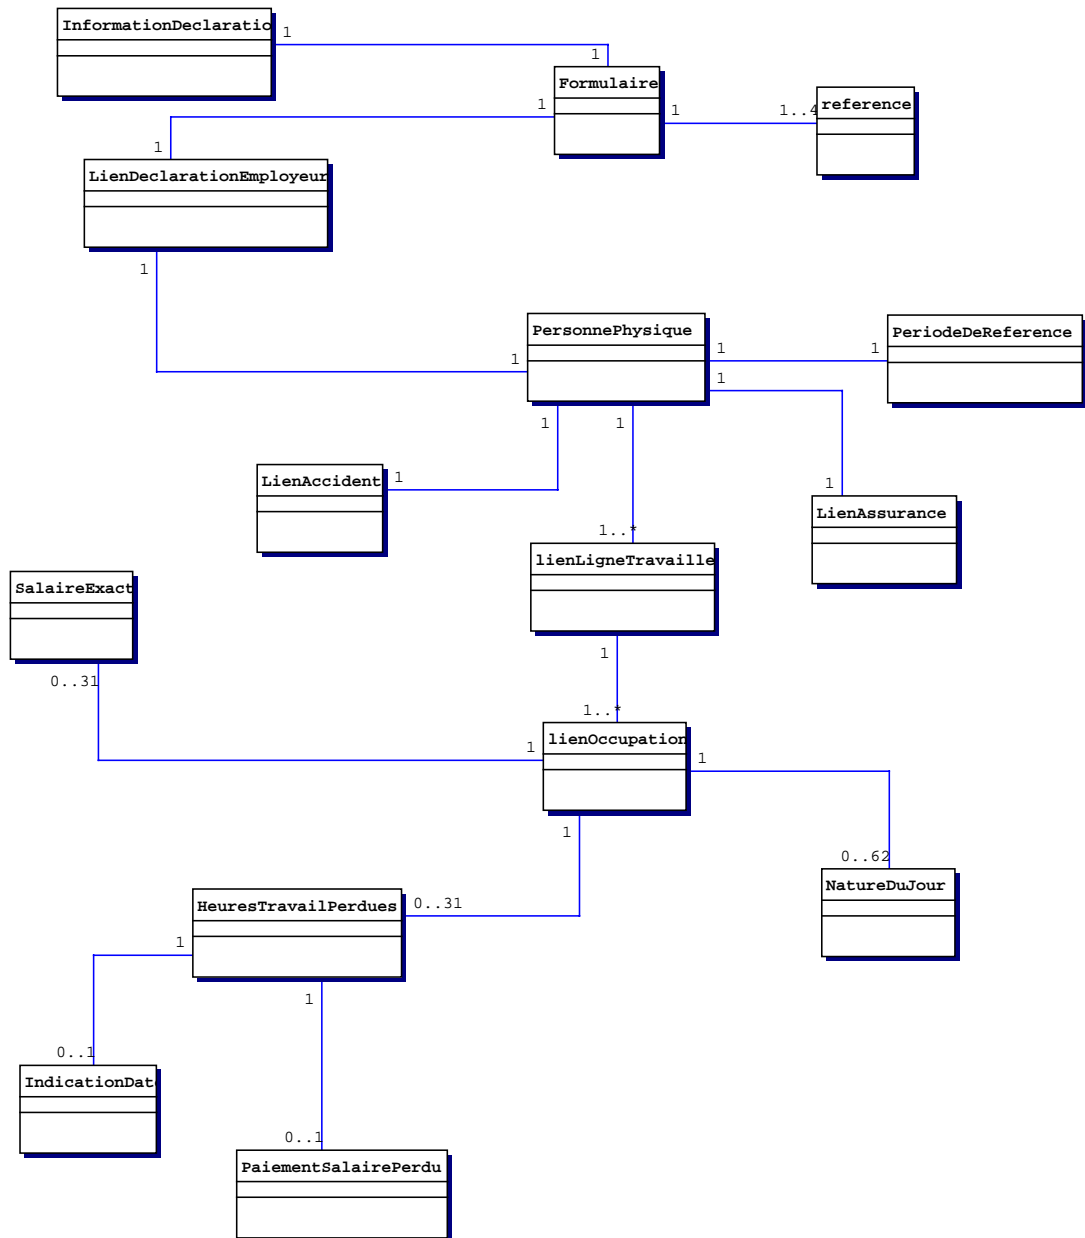 InformationDeclaratio
1
1
Formulaire
1
1
1..4
reference
1
LienDeclarationEmployeur
1
PersonnePhysique
1
1
1
PeriodeDeReference
1
1
1
LienAccident
1
1
LienAssurance
1..*
lienLigneTravaille
SalaireExact
1
0..31
1..*
lienOccupation
1
1
1
0..62
NatureDuJour
HeuresTravailPerdues
0..31
1
1
0..1
IndicationDat
0..1
PaiementSalairePerdu